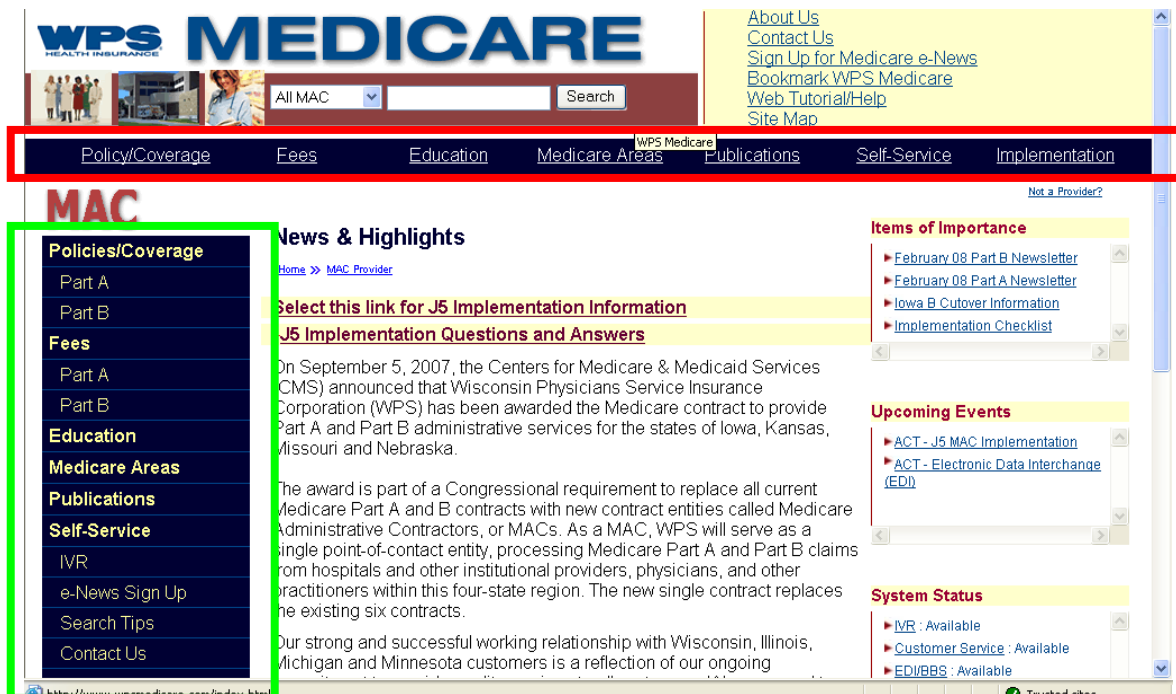 WPS MEDICARE
HEALTH INSURANCE
All MAC
Search
About Us
Contact Us
Sign Up for Medicare e-News
Bookmark WPS Medicare
Web Tutorial/Help
Site Map
WPS Medicare
Policy/Coverage Fees Education Medicare Areas Publications Self-Service Implementation
MAC
Not a Provider?
Policies/Coverage
Part A
Part B
Fees
Part A
Part B
Education
Medicare Areas
Publications
Self-Service
IVR
e-News Sign Up
Search Tips
Contact Us
News & Highlights
Home >> MAC Provider
Select this link for J5 Implementation Information
J5 Implementation Questions and Answers
On September 5, 2007, the Centers for Medicare & Medicaid Services
(CMS) announced that Wisconsin Physicians Service Insurance
Corporation (WPS) has been awarded the Medicare contract to provide
Part A and Part B administrative services for the states of Iowa, Kansas,
Missouri and Nebraska.
The award is part of a Congressional requirement to replace all current
Medicare Part A and B contracts with new contract entities called Medicare
Administrative Contractors, or MACs. As a MAC, WPS will serve as a
single point-of-contact entity, processing Medicare Part A and Part B claims
from hospitals and other institutional providers, physicians, and other
practitioners within this four-state region. The new single contract replaces
the existing six contracts.
Our strong and successful working relationship with Wisconsin, Illinois,
Michigan and Minnesota customers is a reflection of our ongoing
Items of Importance
February 08 Part B Newsletter
February 08 Part A Newsletter
Iowa B Cutover Information
Implementation Checklist
Upcoming Events
ACT - J5 MAC Implementation
ACT - Electronic Data Interchange
(EDI)
System Status
IVR : Available
Customer Service : Available
EDI/BBS : Available
http://www.wpsmedicare.com/index.html
Trusted sites